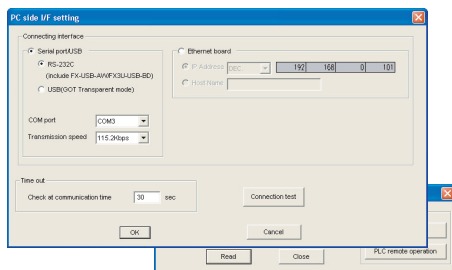 PC side I/F setting
Connecting interface
Serial port/USB
RS-232C
(include FX-USB-AW/FX3U-USB-BD)
USB(GOT Transparent mode)
COM port COM3
Transmission speed 115.2Kbps
Ethernet board
IP Address DEC. 192 168 0 101
Host Name
Time out
Check at communication time 30 sec
Connection test
OK Cancel
Read Close PLC remote operation